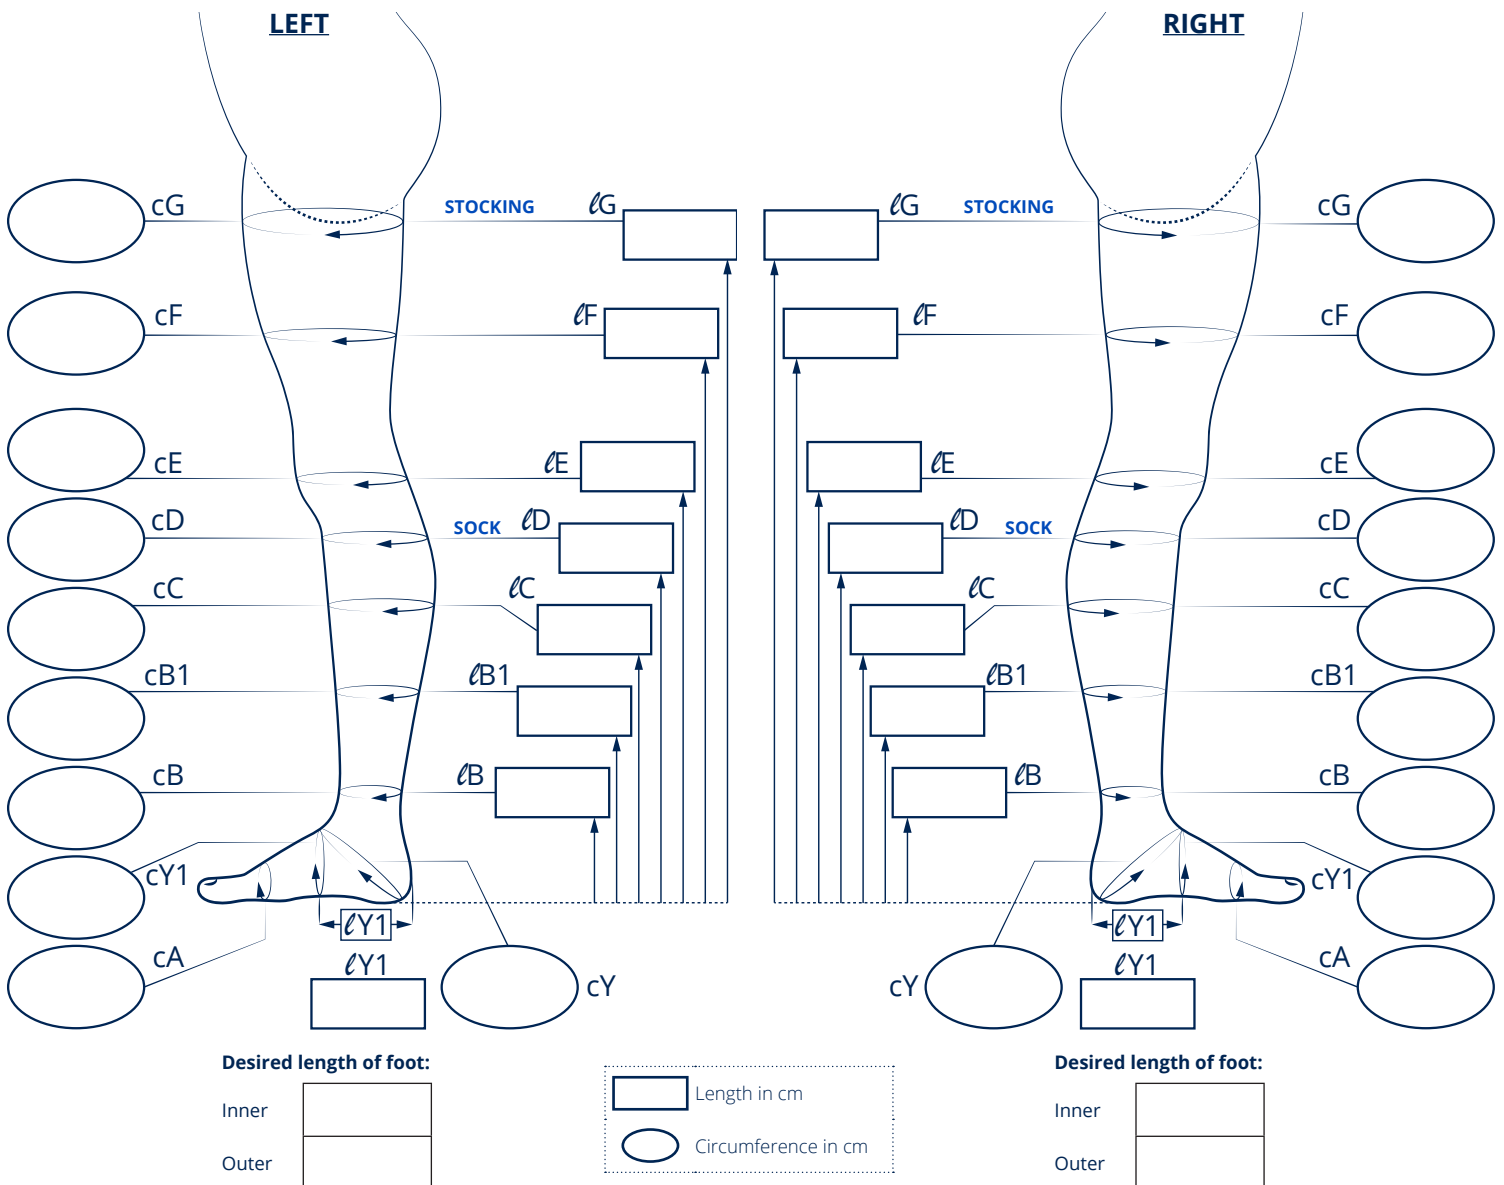 LEFT RIGHT
cG STOCKING ℓG ℓG STOCKING cG
cF ℓF ℓF cF
cE ℓE ℓE cE
cD SOCK ℓD ℓD SOCK cD
cC ℓC ℓC cC
cB1 ℓB1 ℓB1 cB1
cB ℓB ℓB cB
cY1 cY1
ℓY1 ℓY1
cA ℓY1 ℓY1 cA
cY cY
Desired length of foot: Desired length of foot:
Length in cm
Inner Inner
Circumference in cm
Outer Outer